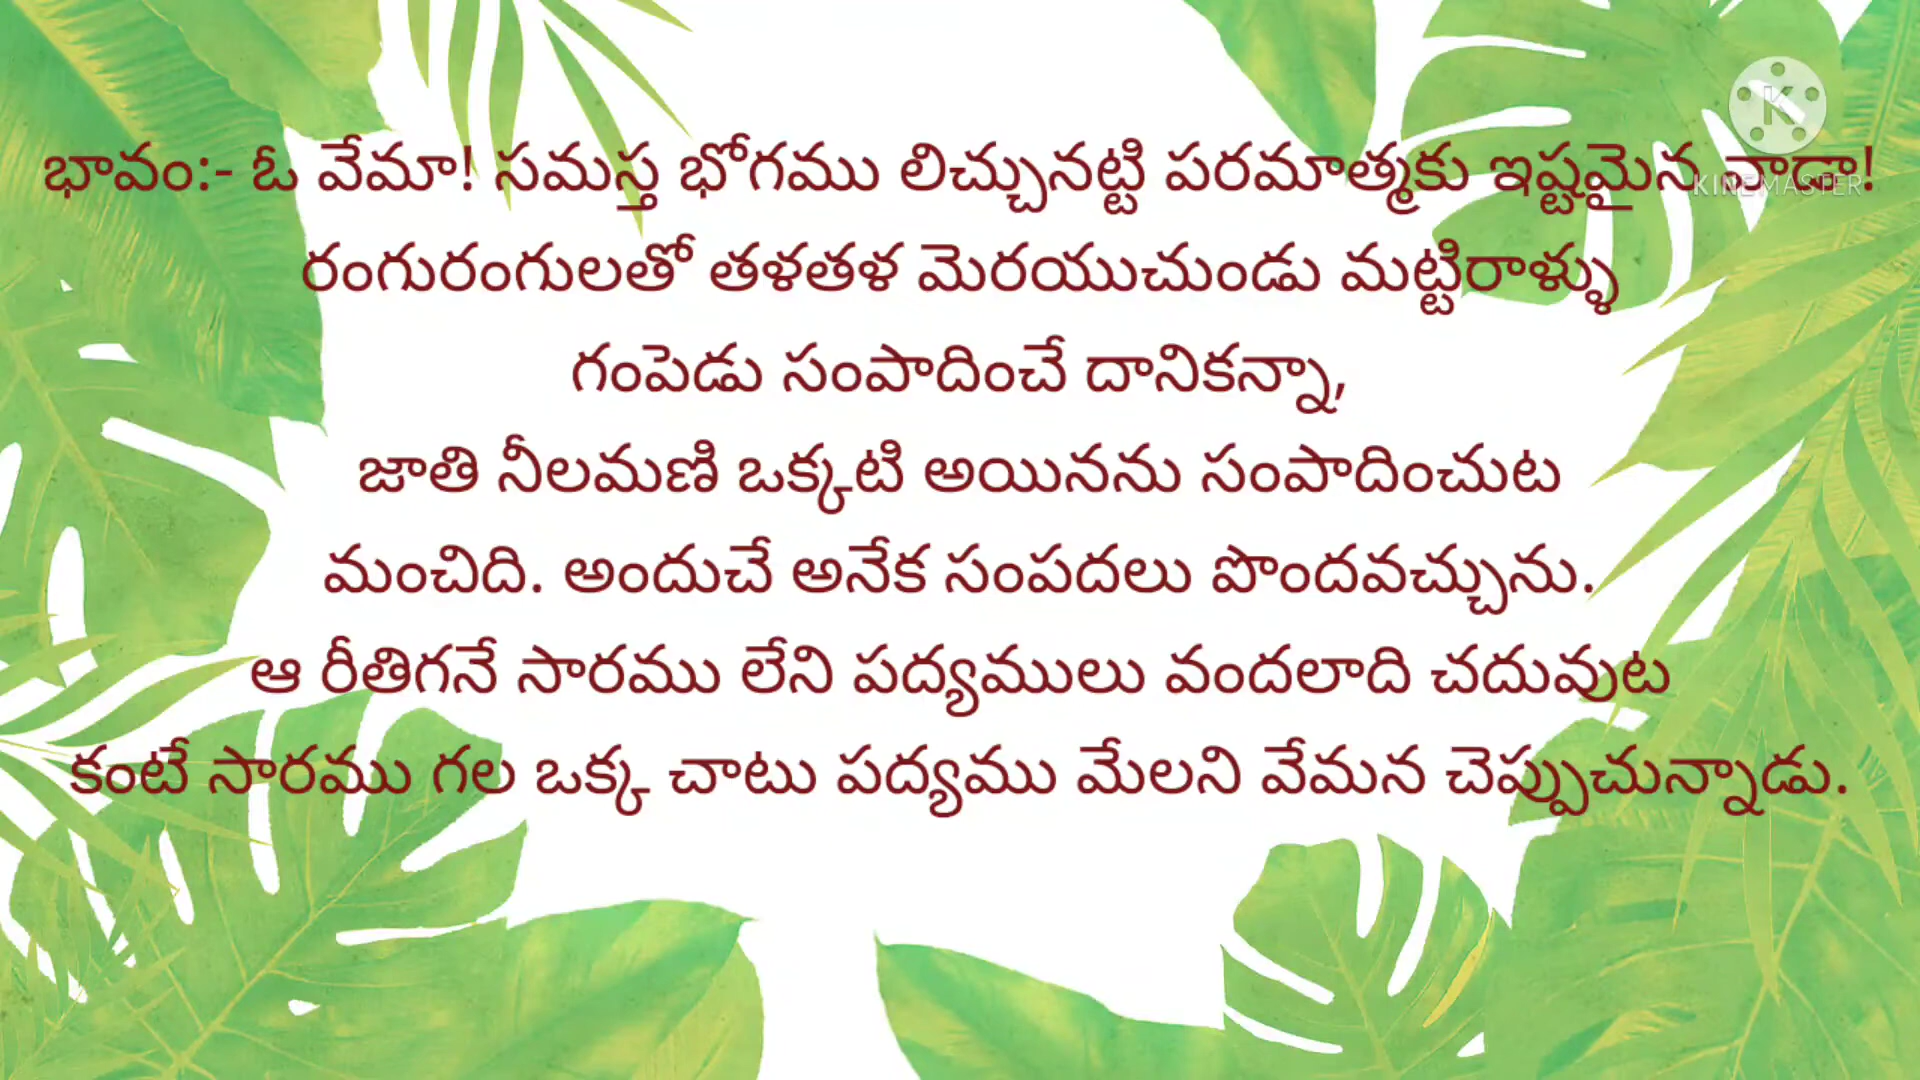 భావం:- ఓ వేమా! సమస్త భోగము లిచ్చునట్టి పరమాత్మకు ఇష్టమైన వాడా!
KINEMASTER
రంగురంగులతో తళతళ మెరయుచుండు మట్టిరాళ్ళు
గంపెడు సంపాదించే దానికన్నా,
జాతి నీలమణి ఒక్కటి అయినను సంపాదించుట
మంచిది. అందుచే అనేక సంపదలు పొందవచ్చును.
ఆ రీతిగనే సారము లేని పద్యములు వందలాది చదువుట
కంటే సారము గల ఒక్క చాటు పద్యము మేలని వేమన చెప్పుచున్నాడు.